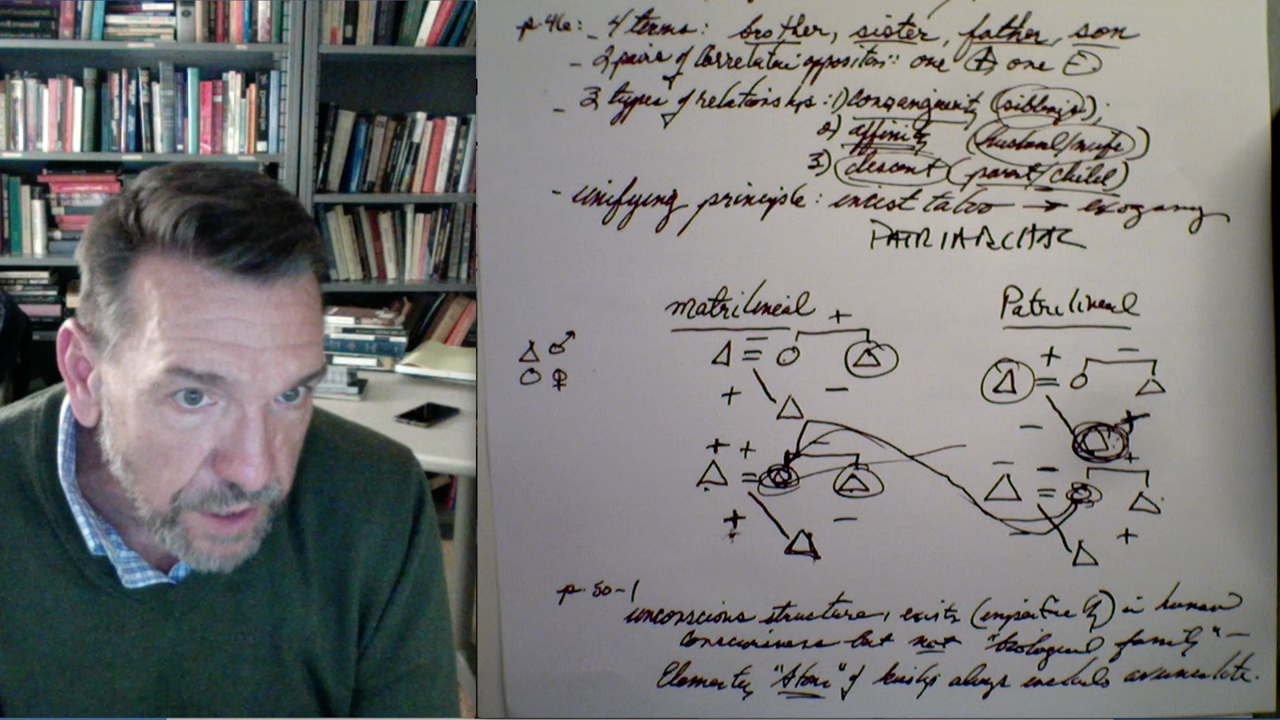 p. 46: - 4 terms: brother, sister, father, son
- 2 pairs of correlative oppositions: one (+) one (-)
- 3 types of relationships: 1) consanguinity (siblings);
2) affinity (husband/wife)
3) descent (parent/child)
- unifying principle: incest taboo → exogamy
PATRIARCHAL
matrilineal Patrilineal
+ + -
Δ = O Δ Δ = O Δ
+ - - +
Δ Δ
Δ ♂
O ♀
+ + - - - +
Δ = O Δ Δ = O Δ
+ - +
Δ Δ
p. 50-1
unconscious structure, exists (imperfectly) in human
consciousness but not "biological family" -
Elementary "Atom" of kinship always includes avunculate.